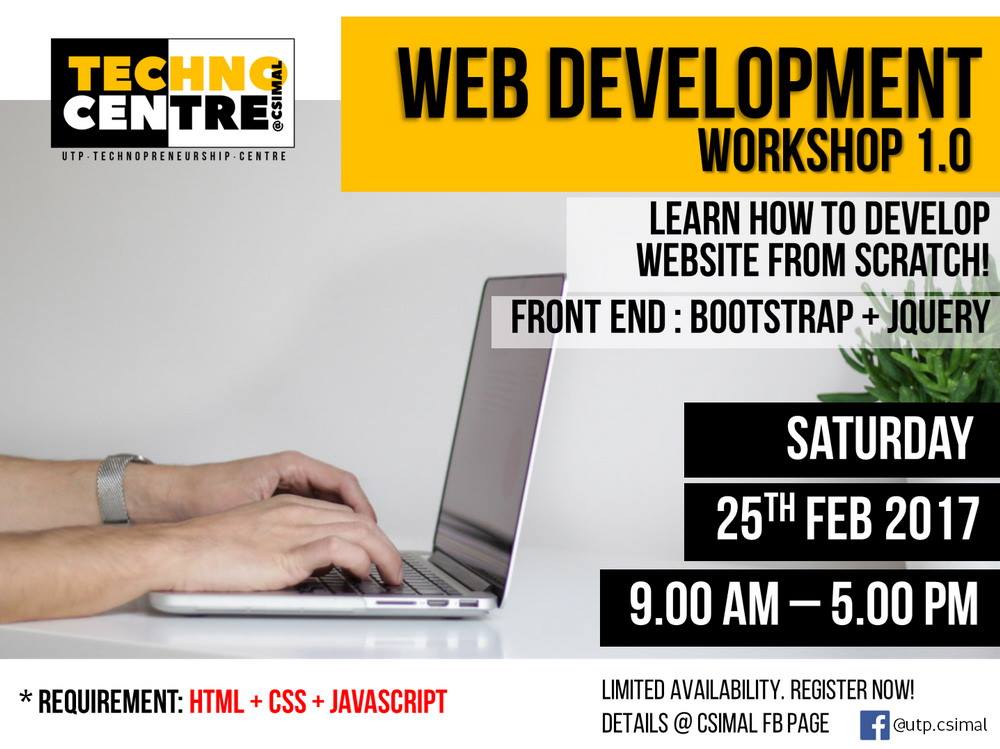 TECHNO
CENTRE
@CSIMAL
UTP·TECHNOPRENEURSHIP·CENTRE
WEB DEVELOPMENT
WORKSHOP 1.0
LEARN HOW TO DEVELOP
WEBSITE FROM SCRATCH!
FRONT END : BOOTSTRAP + JQUERY
SATURDAY
25TH FEB 2017
9.00 AM – 5.00 PM
* REQUIREMENT: HTML + CSS + JAVASCRIPT
LIMITED AVAILABILITY. REGISTER NOW!
DETAILS @ CSIMAL FB PAGE
f @utp.csimal